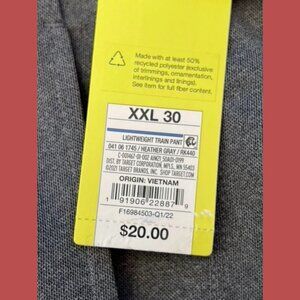 Made with at least 50%
recycled polyester (exclusive
of trimmings, ornamentation,
interlinings and linings).
See item for full fiber content.
XXL 30
LIGHTWEIGHT TRAIN PANT
041 06 1745 / HEATHER GRAY / RK440
DIST. BY TARGET CORPORATION, MPLS., MN 55403
©2021 TARGET BRANDS, INC. SHOP TARGET.COM
ORIGIN: VIETNAM
1 91906 22887 9
F16984503-Q1/22
$20.00